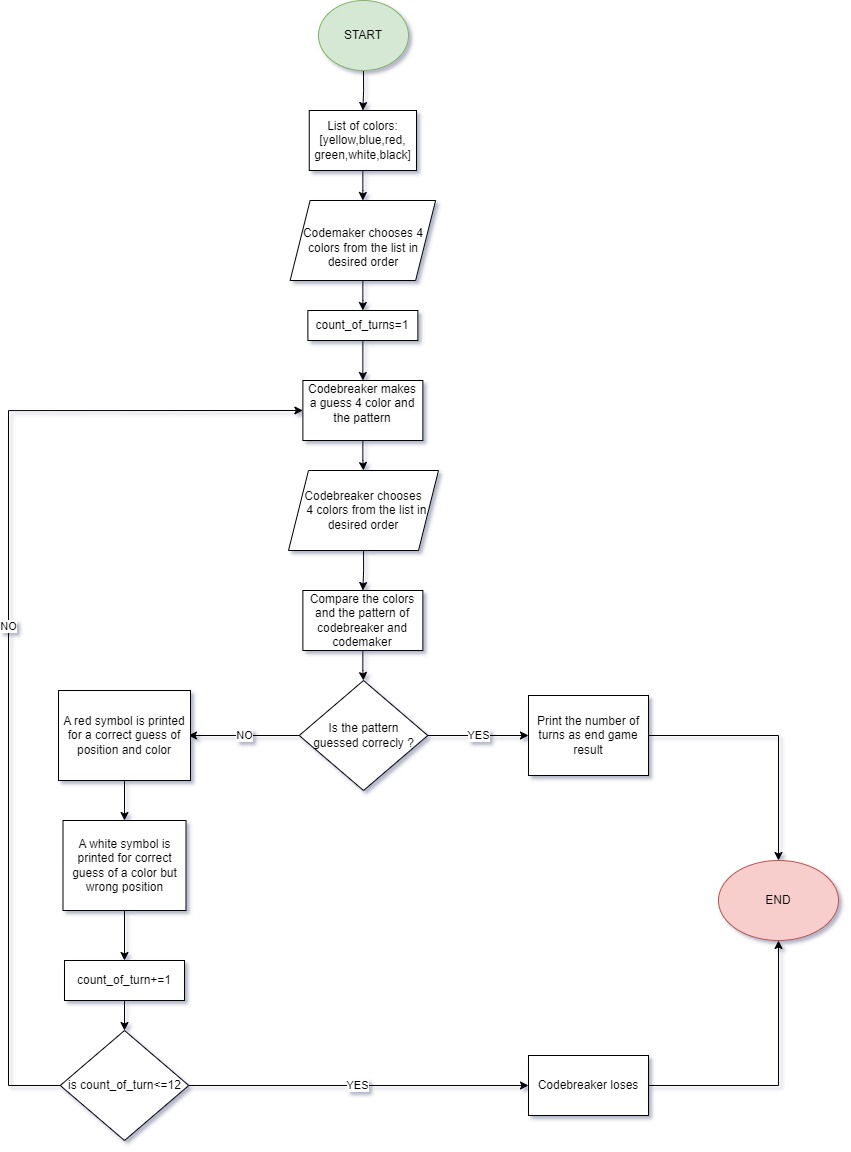 START
List of colors:
[yellow,blue,red,
green,white,black]
Codemaker chooses 4
colors from the list in
desired order
count_of_turns=1
Codebreaker makes
a guess 4 color and
the pattern
Codebreaker chooses
4 colors from the list in
desired order
Compare the colors
and the pattern of
codebreaker and
codemaker
Is the pattern
guessed correcly ?
NO
YES
A red symbol is printed
for a correct guess of
position and color
Print the number of
turns as end game
result
A white symbol is
printed for correct
guess of a color but
wrong position
END
count_of_turn+=1
is count_of_turn<=12
NO
YES
Codebreaker loses